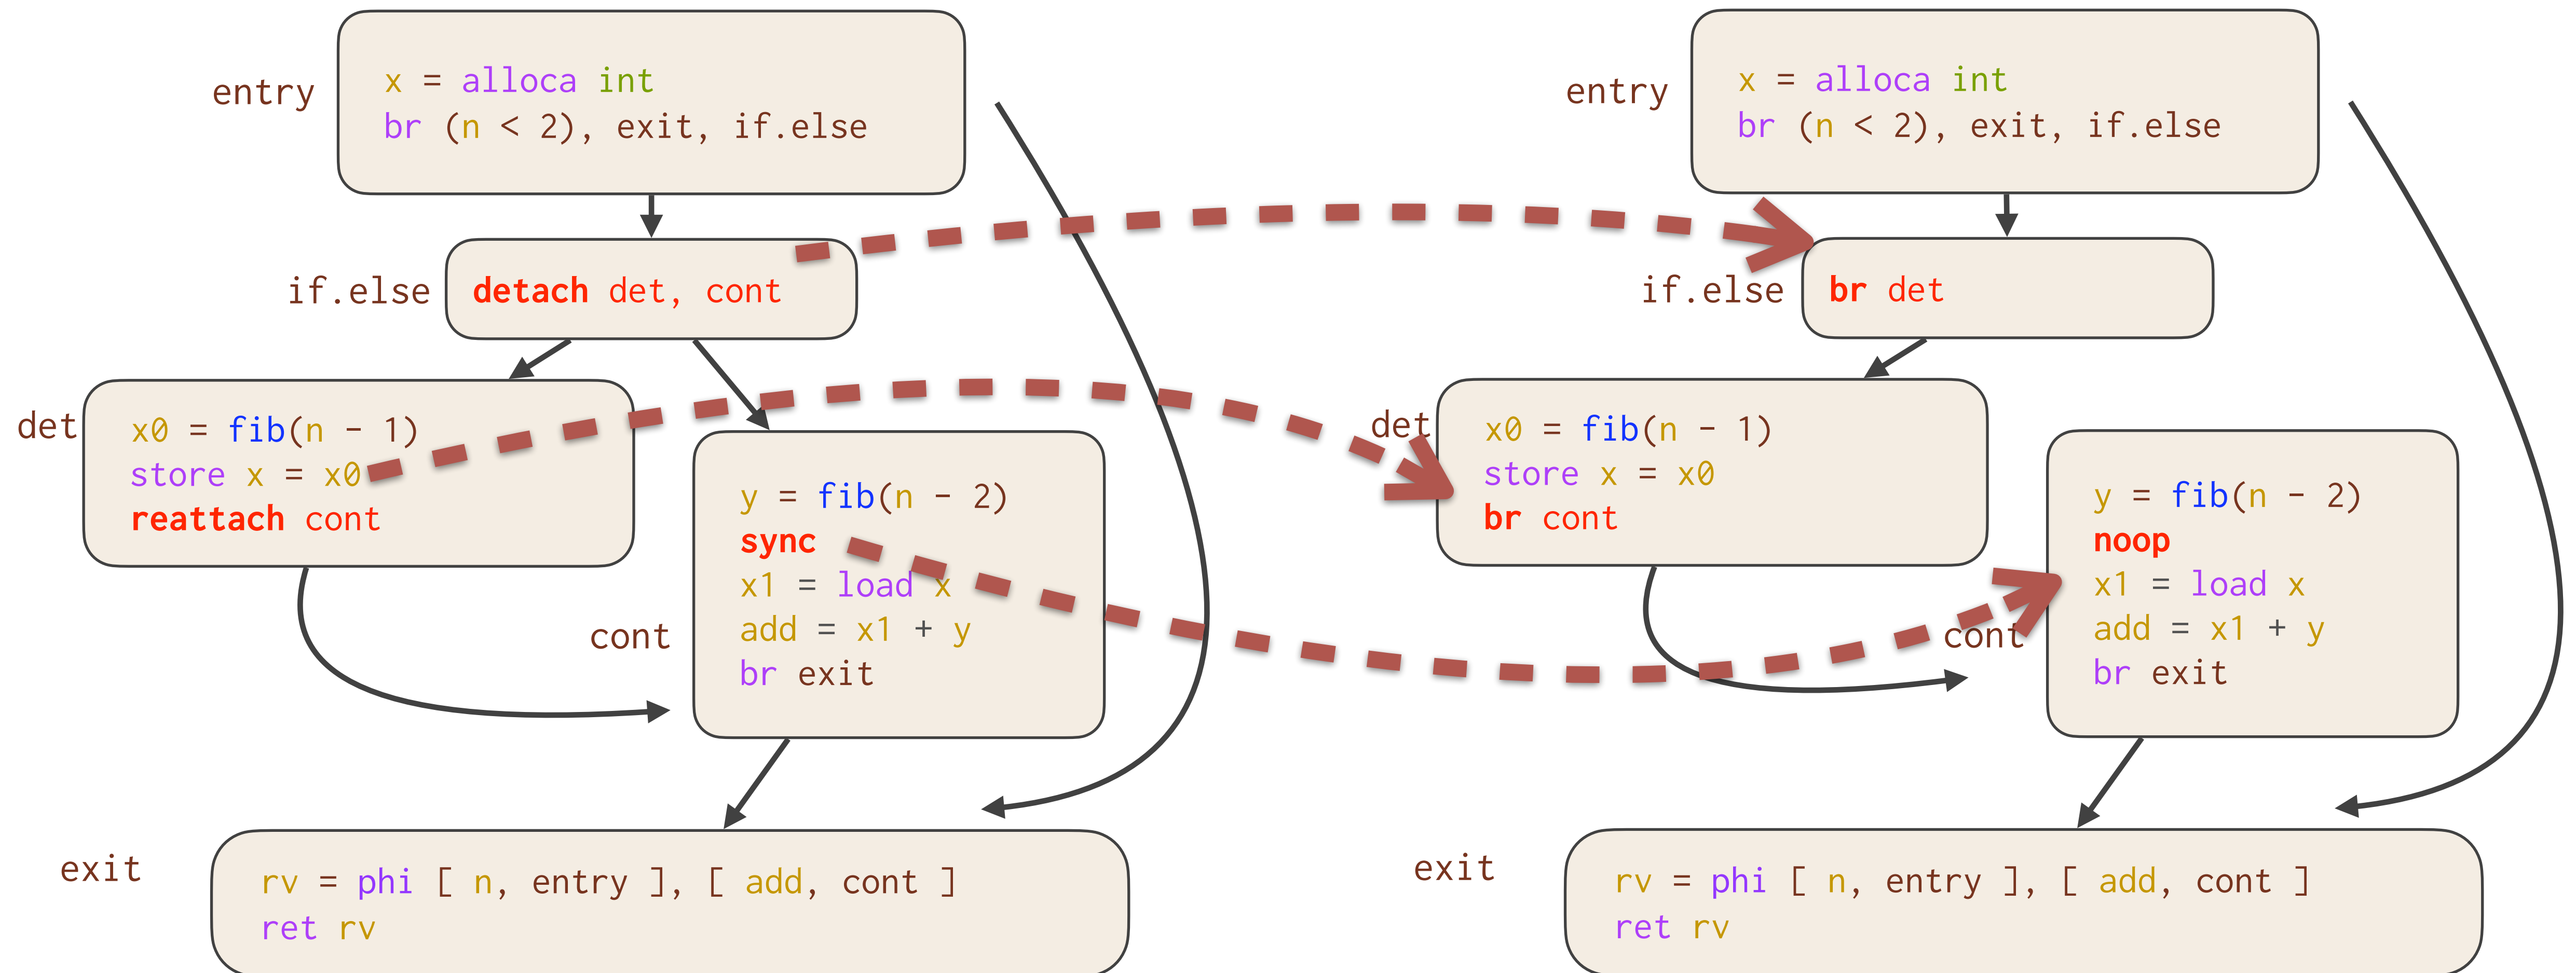 entry
x = alloca int
br (n < 2), exit, if.else
if.else
detach det, cont
det
x0 = fib(n - 1)
store x = x0
reattach cont
cont
y = fib(n - 2)
sync
x1 = load x
add = x1 + y
br exit
exit
rv = phi [ n, entry ], [ add, cont ]
ret rv
entry
x = alloca int
br (n < 2), exit, if.else
if.else
br det
det
x0 = fib(n - 1)
store x = x0
br cont
cont
y = fib(n - 2)
noop
x1 = load x
add = x1 + y
br exit
exit
rv = phi [ n, entry ], [ add, cont ]
ret rv